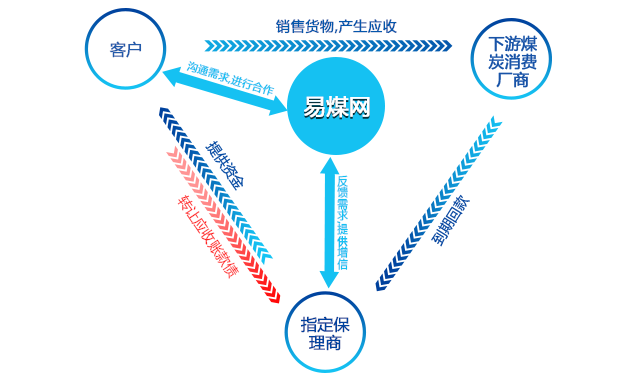 销售货物,产生应收
客户
下游煤
炭消费
厂商
沟通需求,进行合作
易煤网
提供资金
转让应收账款债
反馈需求,提供增信
到期回款
指定保
理商